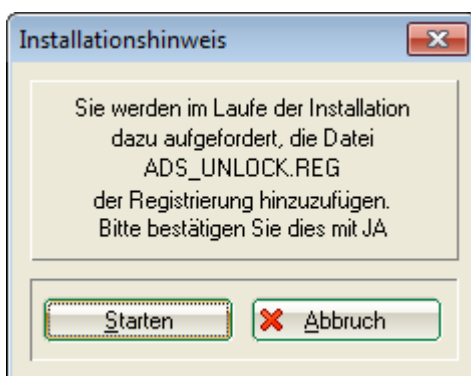 Installationshinweis
Sie werden im Laufe der Installation
dazu aufgefordert, die Datei
ADS_UNLOCK.REG
der Registrierung hinzuzufügen.
Bitte bestätigen Sie dies mit JA
Starten
Abbruch